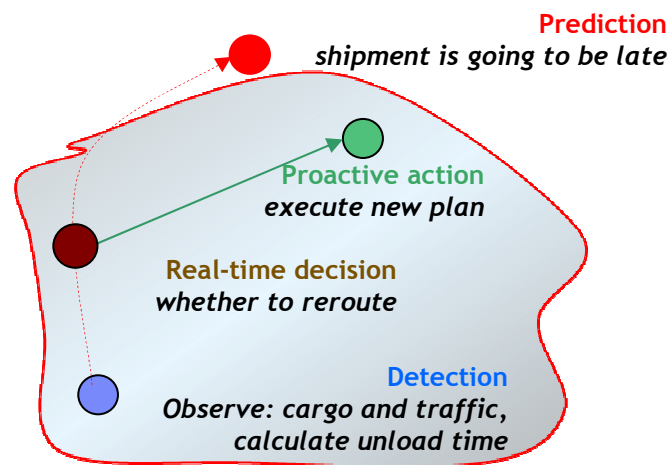 Prediction
shipment is going to be late
Proactive action
execute new plan
Real-time decision
whether to reroute
Detection
Observe: cargo and traffic,
calculate unload time